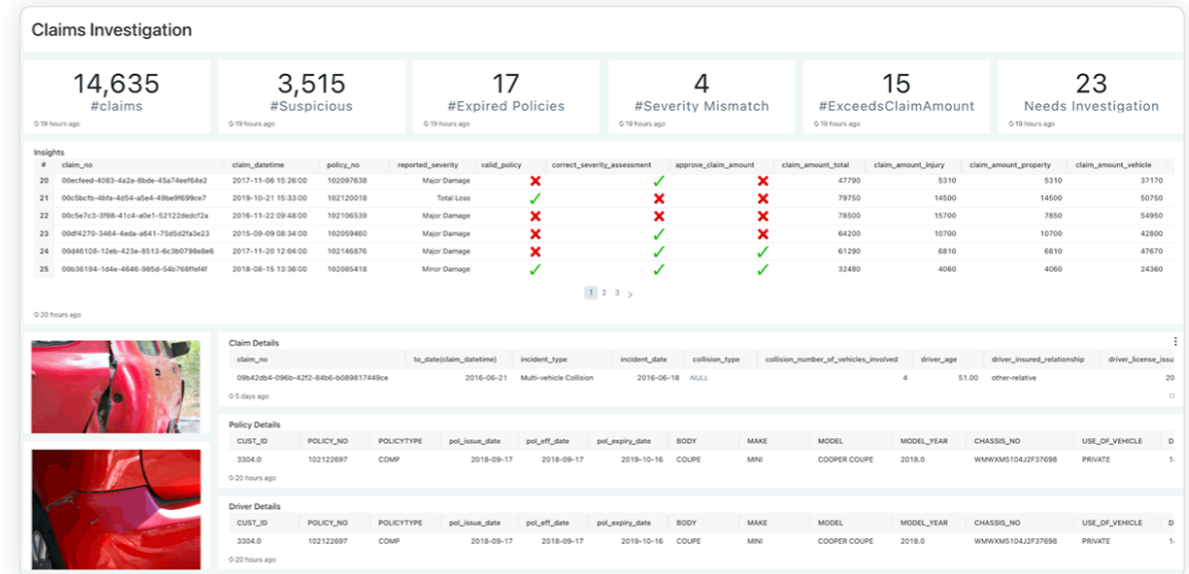 Claims Investigation
14,635 3,515 17 4 15 23
#claims #Suspicious #Expired Policies #Severity Mismatch #ExceedsClaimAmount Needs Investigation
19 hours ago 19 hours ago 19 hours ago 19 hours ago 19 hours ago 19 hours ago
Insights
# claim_no claim_datetime policy_no reported_severity valid_policy correct_severity_assessment approve_claim_amount claim_amount_total claim_amount_injury claim_amount_property claim_amount_vehicle
20 00ecfeed-4083-4a2a-8bde-45a74eef64e2 2017-11-06 15:26:00 102097638 Major Damage ✗ ✓ ✗ 47790 5310 5310 37170
21 00c5bcfb-4bfa-4d54-a5e4-49be9f699ce7 2019-10-21 15:33:00 102120018 Total Loss ✓ ✗ ✗ 79750 14500 14500 50750
22 00c5e7c3-3f98-41c4-a0e1-52122dedcf2a 2016-11-22 09:48:00 102106539 Major Damage ✗ ✗ ✗ 78500 15700 7850 54950
23 00df4270-3464-4eda-a641-75d5d2fa3e23 2015-09-09 08:34:00 102059460 Major Damage ✗ ✓ ✗ 64200 10700 10700 42800
24 00d46108-12eb-423e-8513-6c3b0798e8e6 2017-11-20 12:04:00 102146876 Major Damage ✗ ✓ ✓ 61290 6810 6810 47670
25 00b36194-1d4e-4646-985d-54b768ffef4f 2018-08-15 13:36:00 102085418 Minor Damage ✓ ✓ ✓ 32480 4060 4060 24360
1 2 3 >
20 hours ago
Claim Details
claim_no to_date(claim_datetime) incident_type incident_date collision_type collision_number_of_vehicles_involved driver_age driver_insured_relationship driver_license_issu
09b42db4-096b-42f2-84b6-b089817449ce 2016-06-21 Multi-vehicle Collision 2016-06-18 NULL 4 51.00 other-relative 20
5 days ago
Policy Details
CUST_ID POLICY_NO POLICYTYPE pol_issue_date pol_eff_date pol_expiry_date BODY MAKE MODEL MODEL_YEAR CHASSIS_NO USE_OF_VEHICLE D
3304.0 102122697 COMP 2018-09-17 2018-09-17 2019-10-16 COUPE MINI COOPER COUPE 2018.0 WMWXM5104J2F37698 PRIVATE 1-
20 hours ago
Driver Details
CUST_ID POLICY_NO POLICYTYPE pol_issue_date pol_eff_date pol_expiry_date BODY MAKE MODEL MODEL_YEAR CHASSIS_NO USE_OF_VEHICLE D
3304.0 102122697 COMP 2018-09-17 2018-09-17 2019-10-16 COUPE MINI COOPER COUPE 2018.0 WMWXM5104J2F37698 PRIVATE 1-
20 hours ago